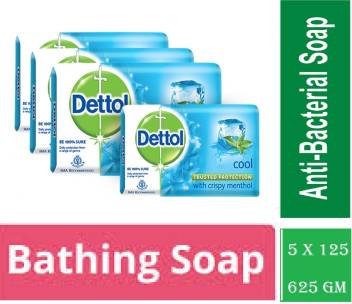 Dettol
BE 100% SURE
Dettol
BE 100% SURE
Dettol
cool
TRUSTED PROTECTION
with crispy menthol
Anti-Bacterial Soap
Bathing Soap
5 X 125
625 GM